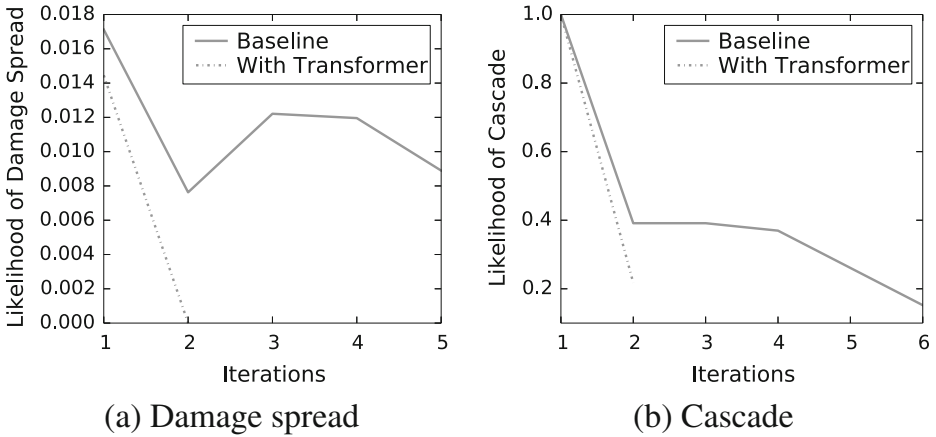 0.018
0.016
0.014
0.012
0.010
0.008
0.006
0.004
0.002
0.000
Likelihood of Damage Spread
Baseline
With Transformer
1 2 3 4 5
Iterations
(a) Damage spread
1.0
0.8
0.6
0.4
0.2
Likelihood of Cascade
Baseline
With Transformer
1 2 3 4 5 6
Iterations
(b) Cascade